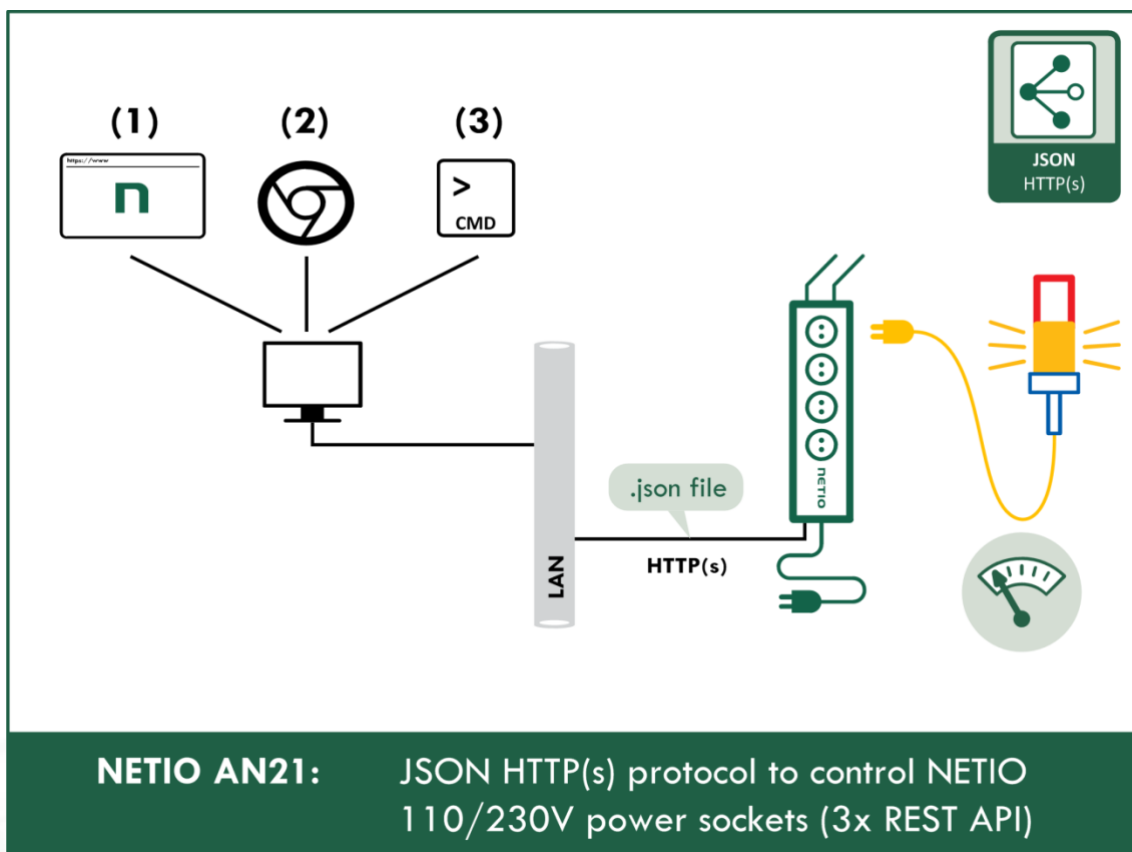 (1)
(2)
(3)
https://www
n
>
CMD
JSON
HTTP(s)
NETIO
.json file
HTTP(s)
LAN
NETIO AN21: JSON HTTP(s) protocol to control NETIO
110/230V power sockets (3x REST API)